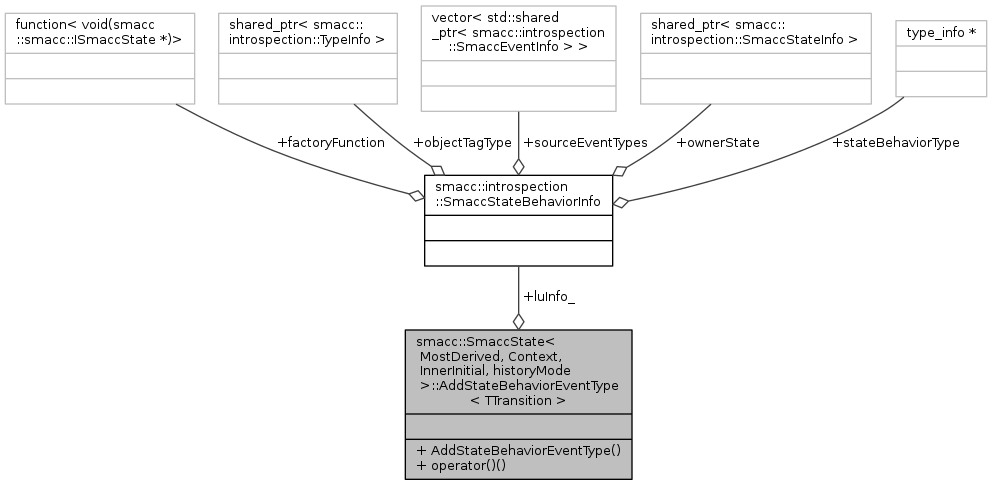 function< void(smacc
::smacc::ISmaccState *)>
shared_ptr< smacc::
introspection::TypeInfo >
vector< std::shared
_ptr< smacc::introspection
::SmaccEventInfo > >
shared_ptr< smacc::
introspection::SmaccStateInfo >
type_info *
+factoryFunction
+objectTagType
+sourceEventTypes
+ownerState
+stateBehaviorType
smacc::introspection
::SmaccStateBehaviorInfo
+luInfo_
smacc::SmaccState<
MostDerived, Context,
InnerInitial, historyMode
>::AddStateBehaviorEventType
< TTransition >
+ AddStateBehaviorEventType()
+ operator()()